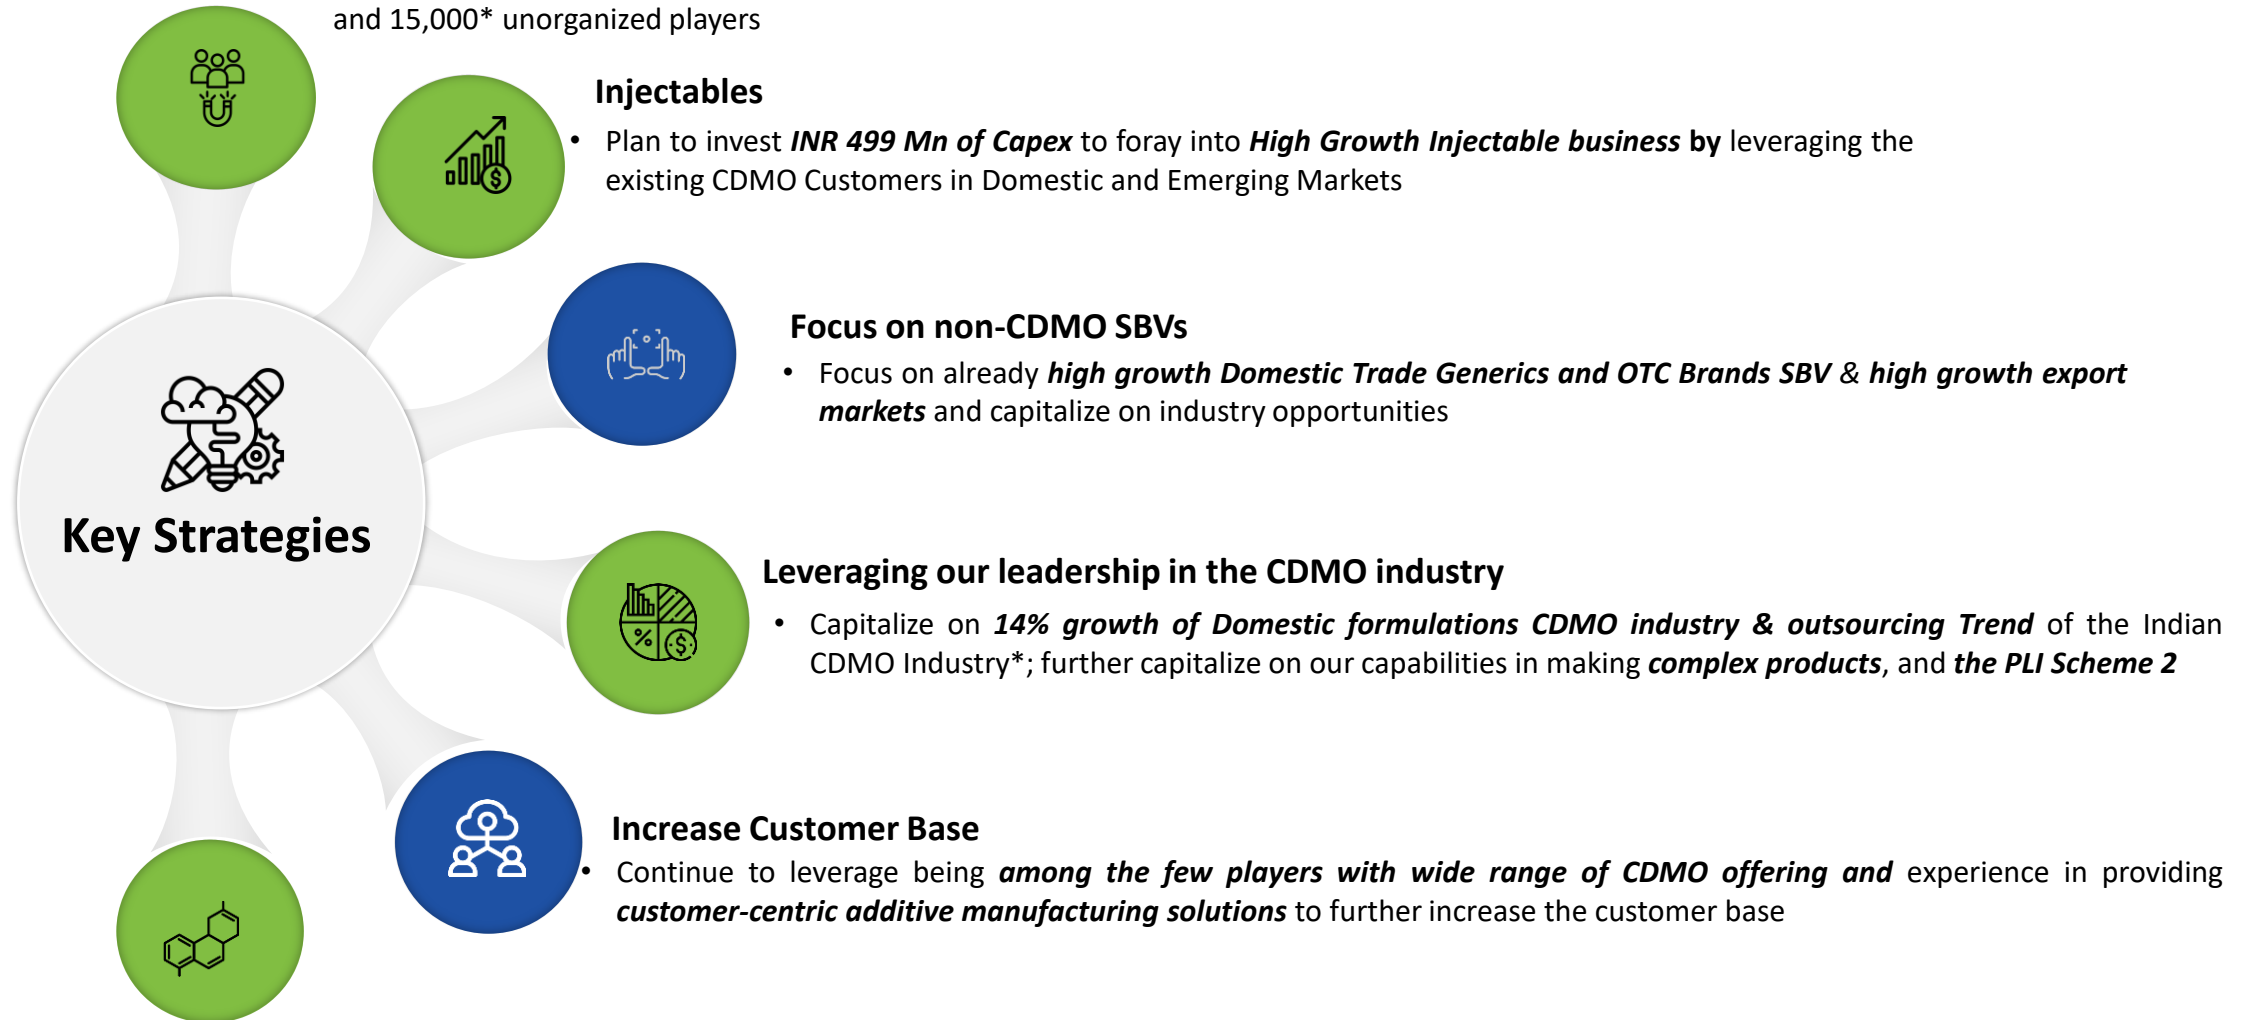 and 15,000* unorganized players
Injectables
• Plan to invest INR 499 Mn of Capex to foray into High Growth Injectable business by leveraging the
existing CDMO Customers in Domestic and Emerging Markets
Focus on non-CDMO SBVs
• Focus on already high growth Domestic Trade Generics and OTC Brands SBV & high growth export
markets and capitalize on industry opportunities
Key Strategies
Leveraging our leadership in the CDMO industry
• Capitalize on 14% growth of Domestic formulations CDMO industry & outsourcing Trend of the Indian
CDMO Industry*; further capitalize on our capabilities in making complex products, and the PLI Scheme 2
Increase Customer Base
• Continue to leverage being among the few players with wide range of CDMO offering and experience in providing
customer-centric additive manufacturing solutions to further increase the customer base